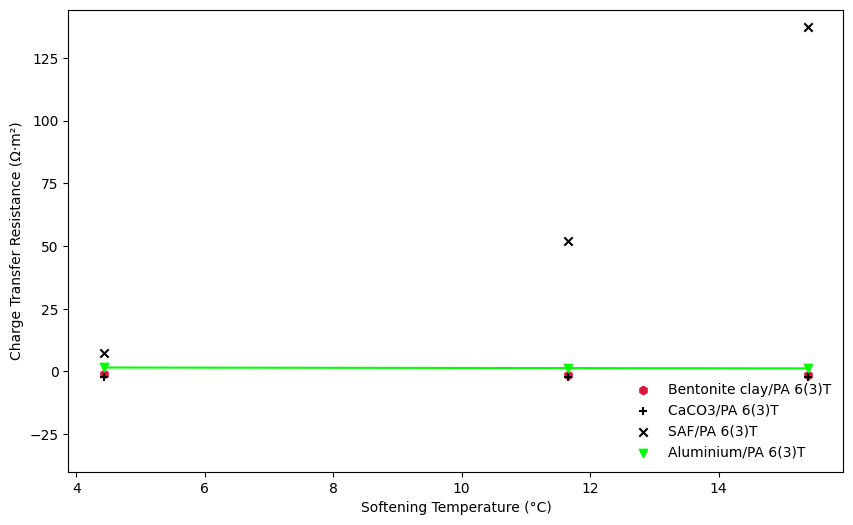 125
100
75
50
25
0
−25
Charge Transfer Resistance (Ω·m²)
Bentonite clay/PA 6(3)T
CaCO3/PA 6(3)T
SAF/PA 6(3)T
Aluminium/PA 6(3)T
4 6 8 10 12 14
Softening Temperature (°C)